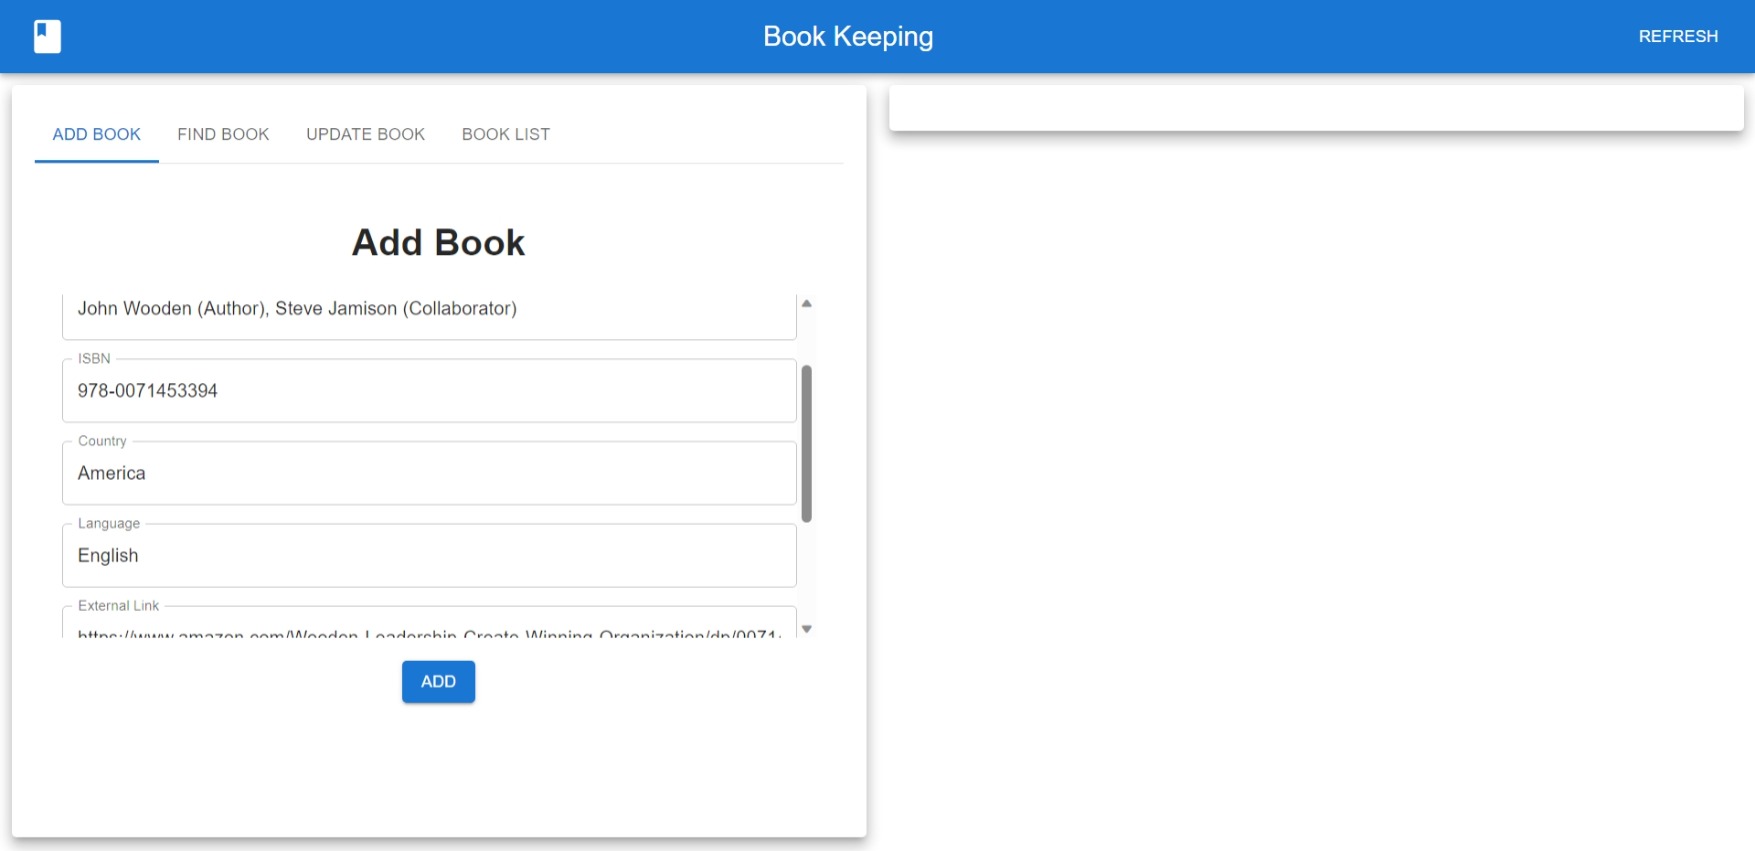 Book Keeping
REFRESH
ADD BOOK FIND BOOK UPDATE BOOK BOOK LIST
Add Book
John Wooden (Author), Steve Jamison (Collaborator)
ISBN
978-0071453394
Country
America
Language
English
External Link
https://www.amazon.com/Wooden-Leadership-Create-Winning-Organization/dp/0071
ADD